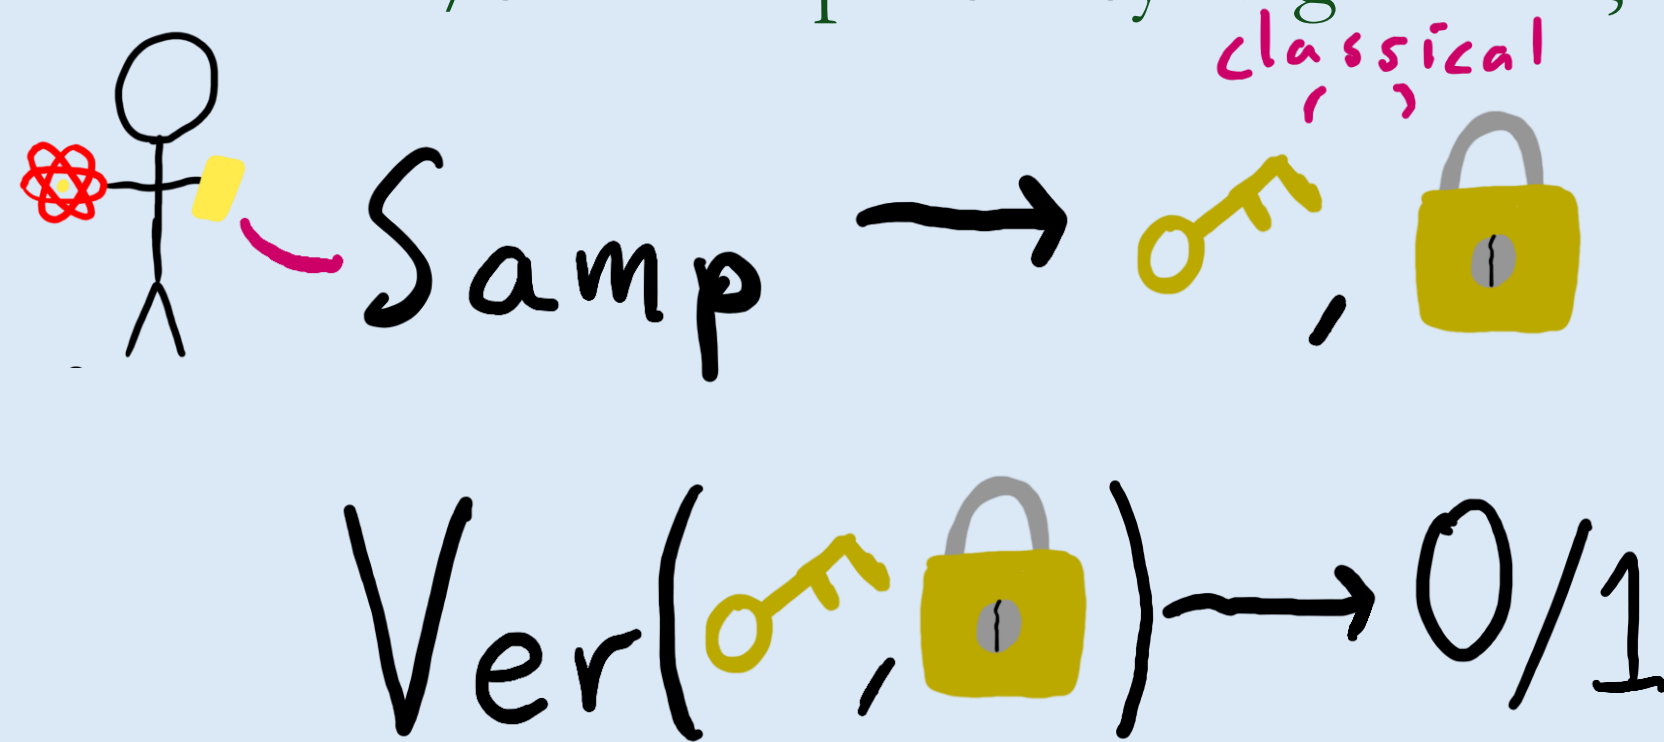 classical
Samp → ,
Ver( , ) → 0/1